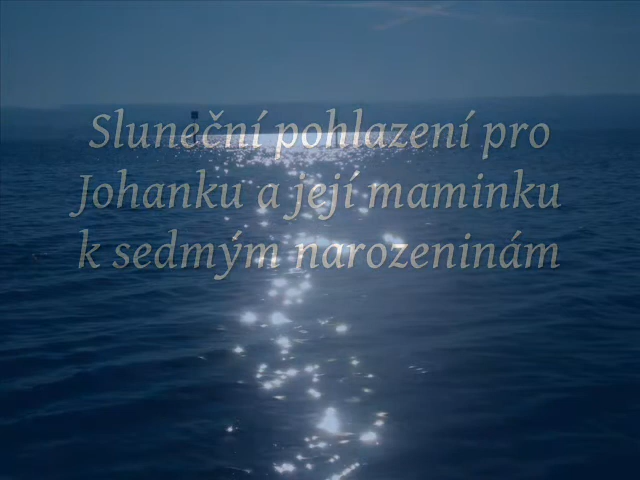 Sluneční pohlazení pro
Johanku a její maminku
k sedmým narozeninám